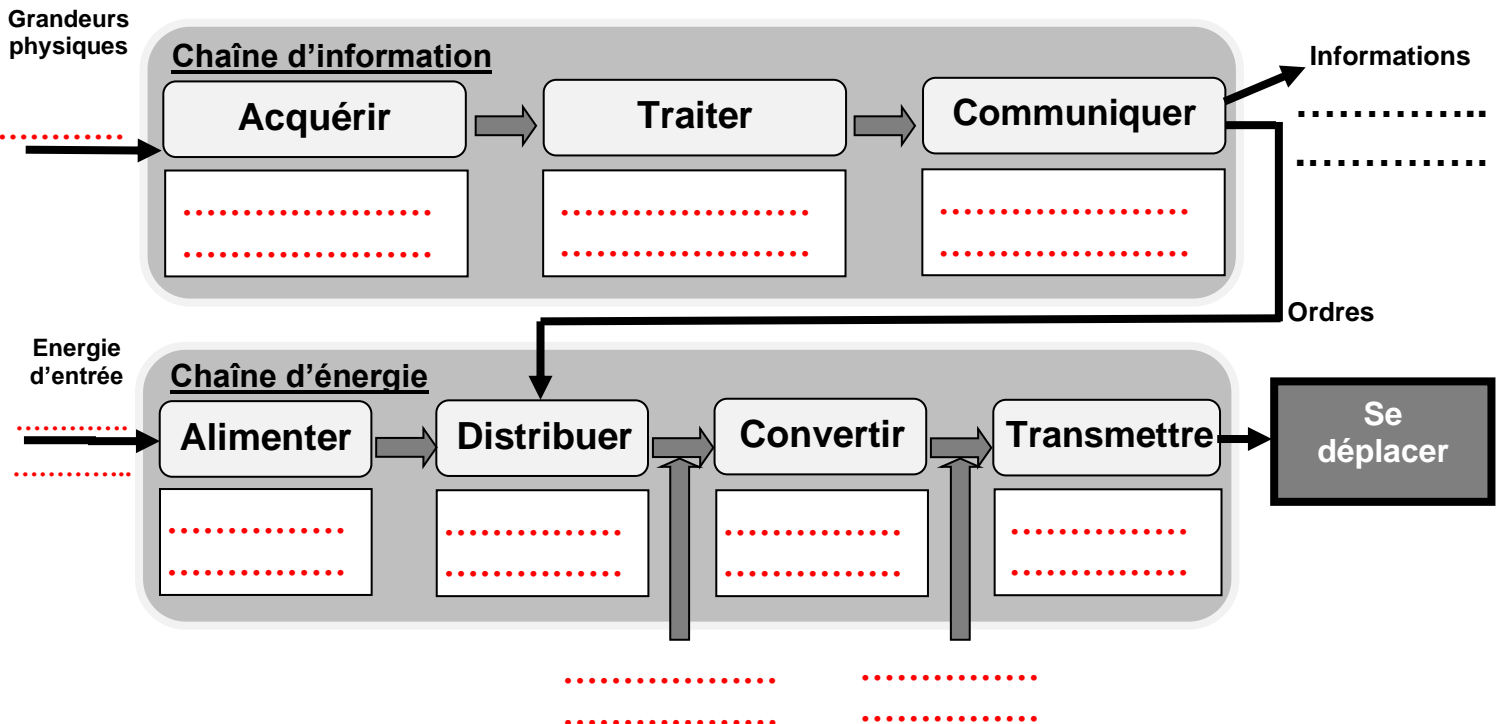 Grandeurs
physiques
Chaîne d’information
Informations
Acquérir
Traiter
Communiquer
....................
.............
.............
.....................
.....................
.....................
.....................
.....................
.....................
Ordres
Energie
d’entrée
Chaîne d’énergie
Alimenter
Distribuer
Convertir
Transmettre
Se
déplacer
....................
....................
...............
...............
...............
...............
...............
...............
...............
...............
..................
...............
..................
...............